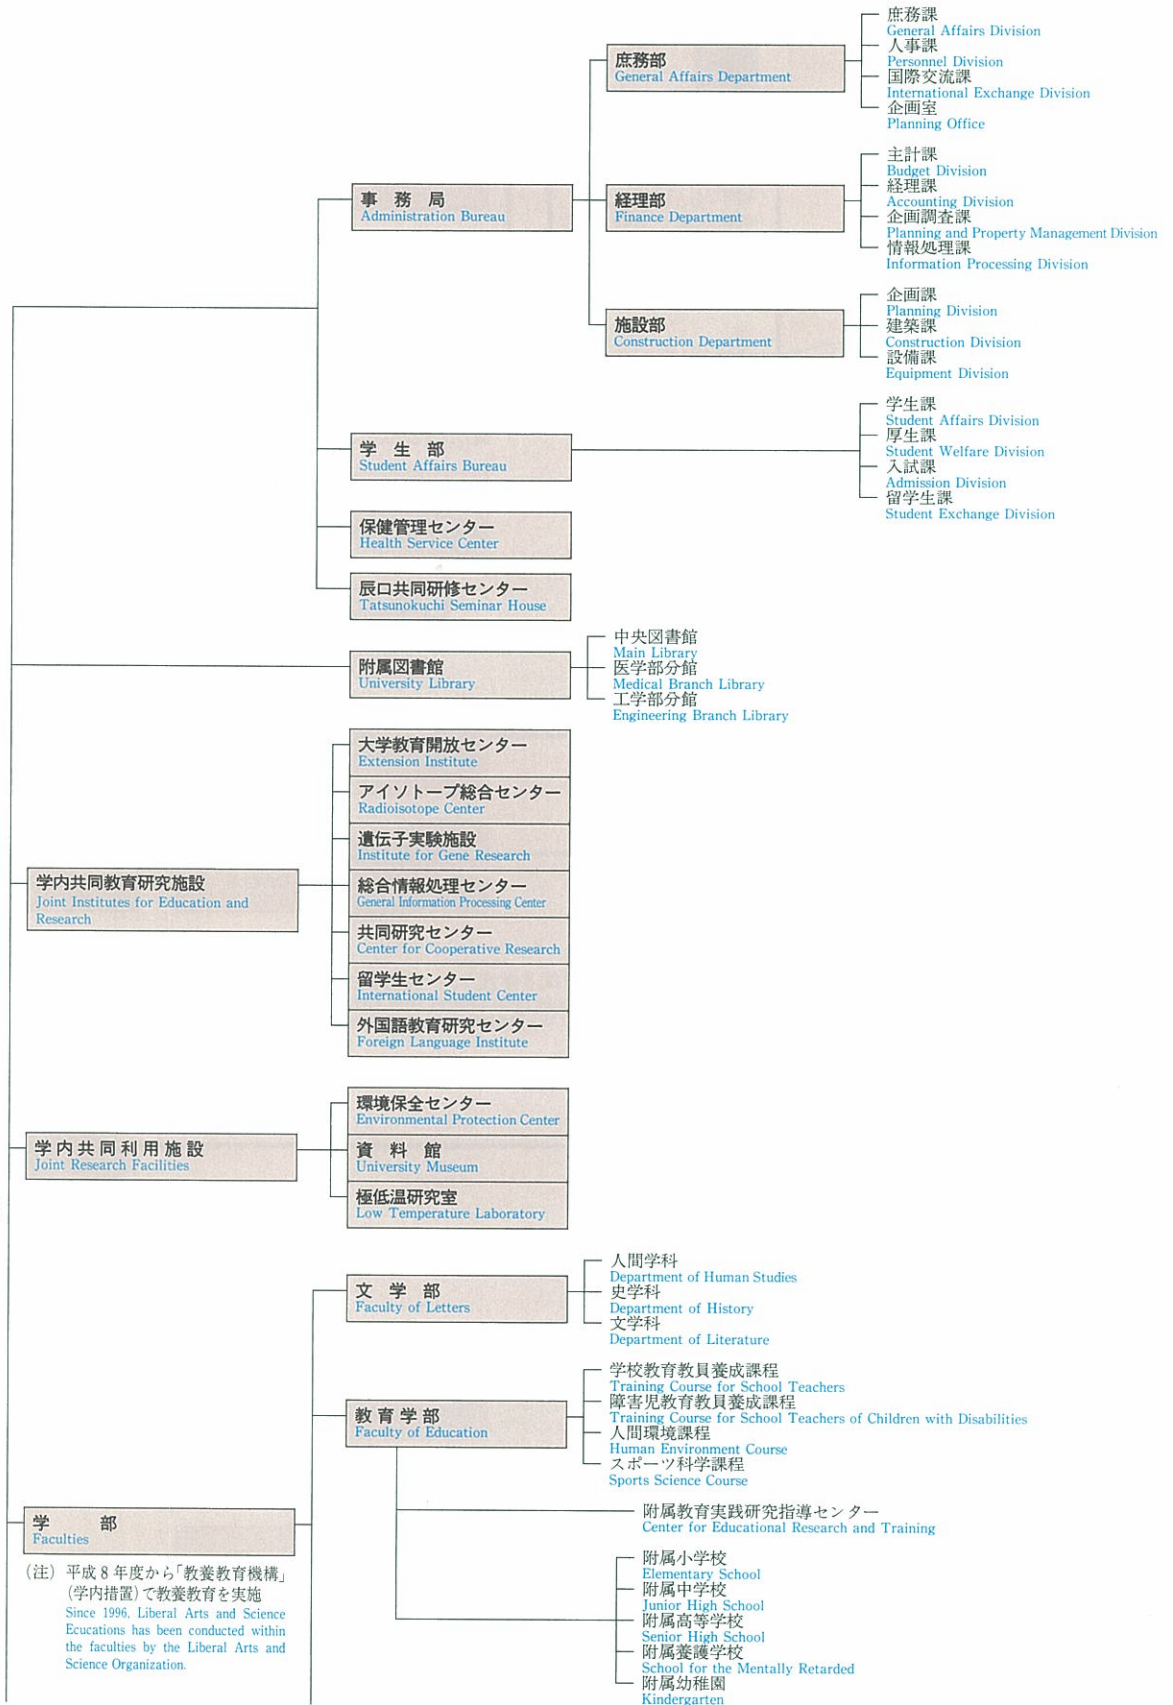 庶務課
General Affairs Division
人事課
Personnel Division
国際交流課
International Exchange Division
企画室
Planning Office
庶務部
General Affairs Department
主計課
Budget Division
経理課
Accounting Division
企画調査課
Planning and Property Management Division
情報処理課
Information Processing Division
事務局
Administration Bureau
経理部
Finance Department
企画課
Planning Division
建築課
Construction Division
設備課
Equipment Division
施設部
Construction Department
学生課
Student Affairs Division
厚生課
Student Welfare Division
入試課
Admission Division
留学生課
Student Exchange Division
学生部
Student Affairs Bureau
保健管理センター
Health Service Center
辰口共同研修センター
Tatsunokuchi Seminar House
附属図書館
University Library
中央図書館
Main Library
医学部分館
Medical Branch Library
工学部分館
Engineering Branch Library
学内共同教育研究施設
Joint Institutes for Education and
Research
大学教育開放センター
Extension Institute
アイソトープ総合センター
Radioisotope Center
遺伝子実験施設
Institute for Gene Research
総合情報処理センター
General Information Processing Center
共同研究センター
Center for Cooperative Research
留学生センター
International Student Center
外国語教育研究センター
Foreign Language Institute
学内共同利用施設
Joint Research Facilities
環境保全センター
Environmental Protection Center
資料館
University Museum
極低温研究室
Low Temperature Laboratory
文学部
Faculty of Letters
人間学科
Department of Human Studies
史学科
Department of History
文学科
Department of Literature
教育学部
Faculty of Education
学校教育教員養成課程
Training Course for School Teachers
障害児教育教員養成課程
Training Course for School Teachers of Children with Disabilities
人間環境課程
Human Environment Course
スポーツ科学課程
Sports Science Course
附属教育実践研究指導センター
Center for Educational Research and Training
附属小学校
Elementary School
附属中学校
Junior High School
附属高等学校
Senior High School
附属養護学校
School for the Mentally Retarded
附属幼稚園
Kindergarten
学部
Faculties
(注) 平成8年度から「教養教育機構」
(学内措置)で教養教育を実施
Since 1996, Liberal Arts and Science
Ecucations has been conducted within
the faculties by the Liberal Arts and
Science Organization.